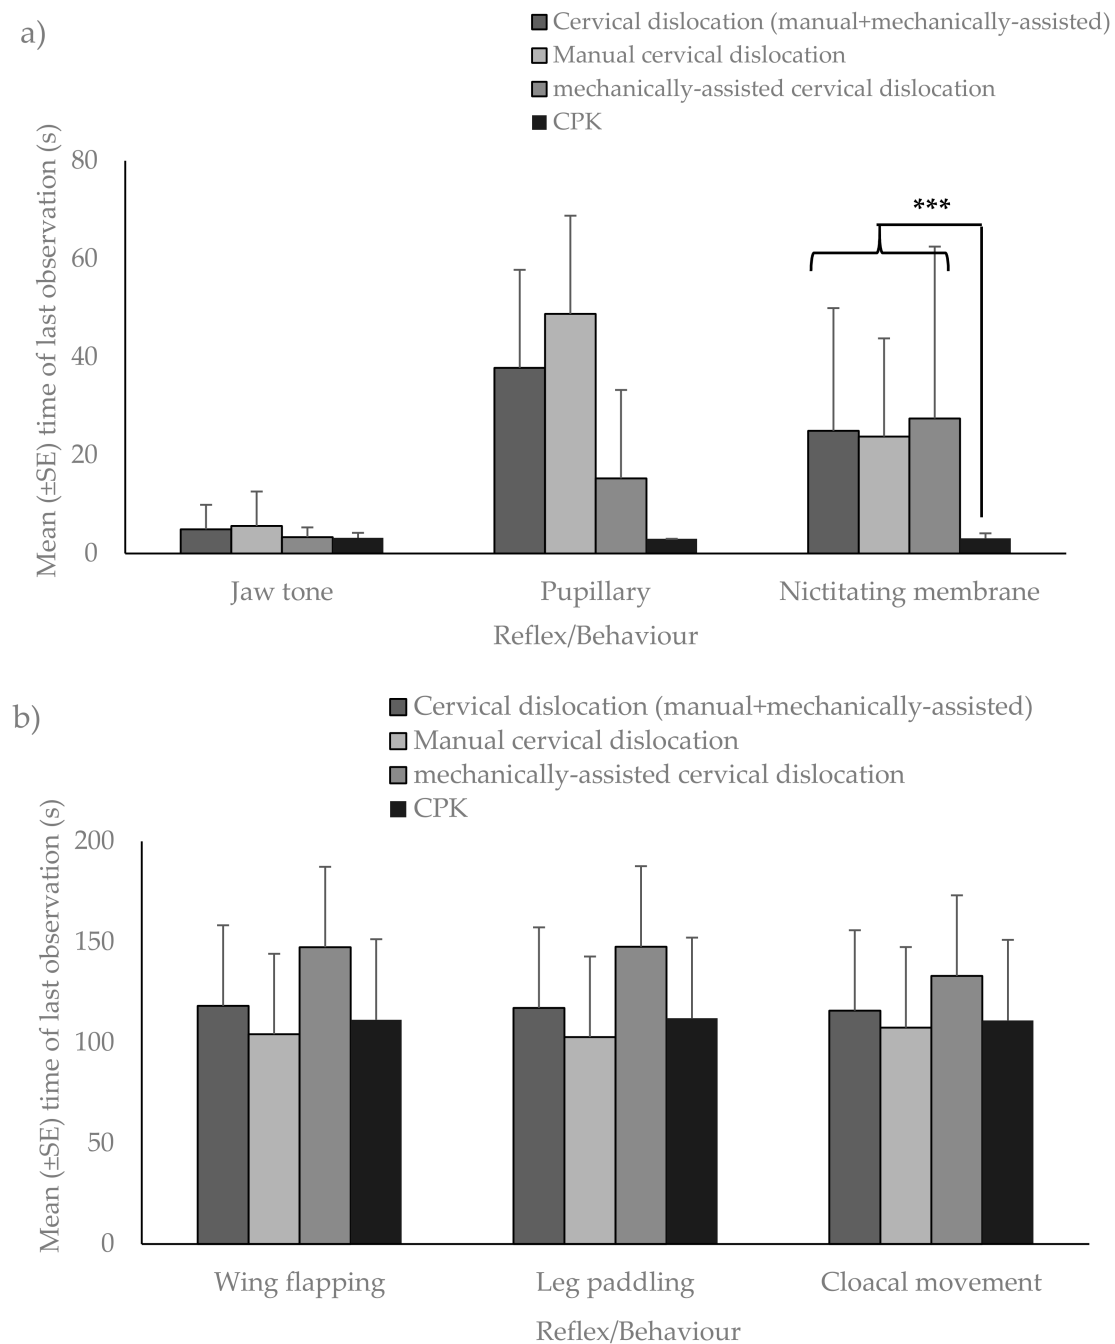 a)
Cervical dislocation (manual+mechanically-assisted)
Manual cervical dislocation
mechanically-assisted cervical dislocation
CPK
Mean (±SE) time of last observation (s)
80
60
40
20
0
***
Jaw tone
Pupillary
Nictitating membrane
Reflex/Behaviour
b)
Cervical dislocation (manual+mechanically-assisted)
Manual cervical dislocation
mechanically-assisted cervical dislocation
CPK
Mean (±SE) time of last observation (s)
200
150
100
50
0
Wing flapping
Leg paddling
Cloacal movement
Reflex/Behaviour